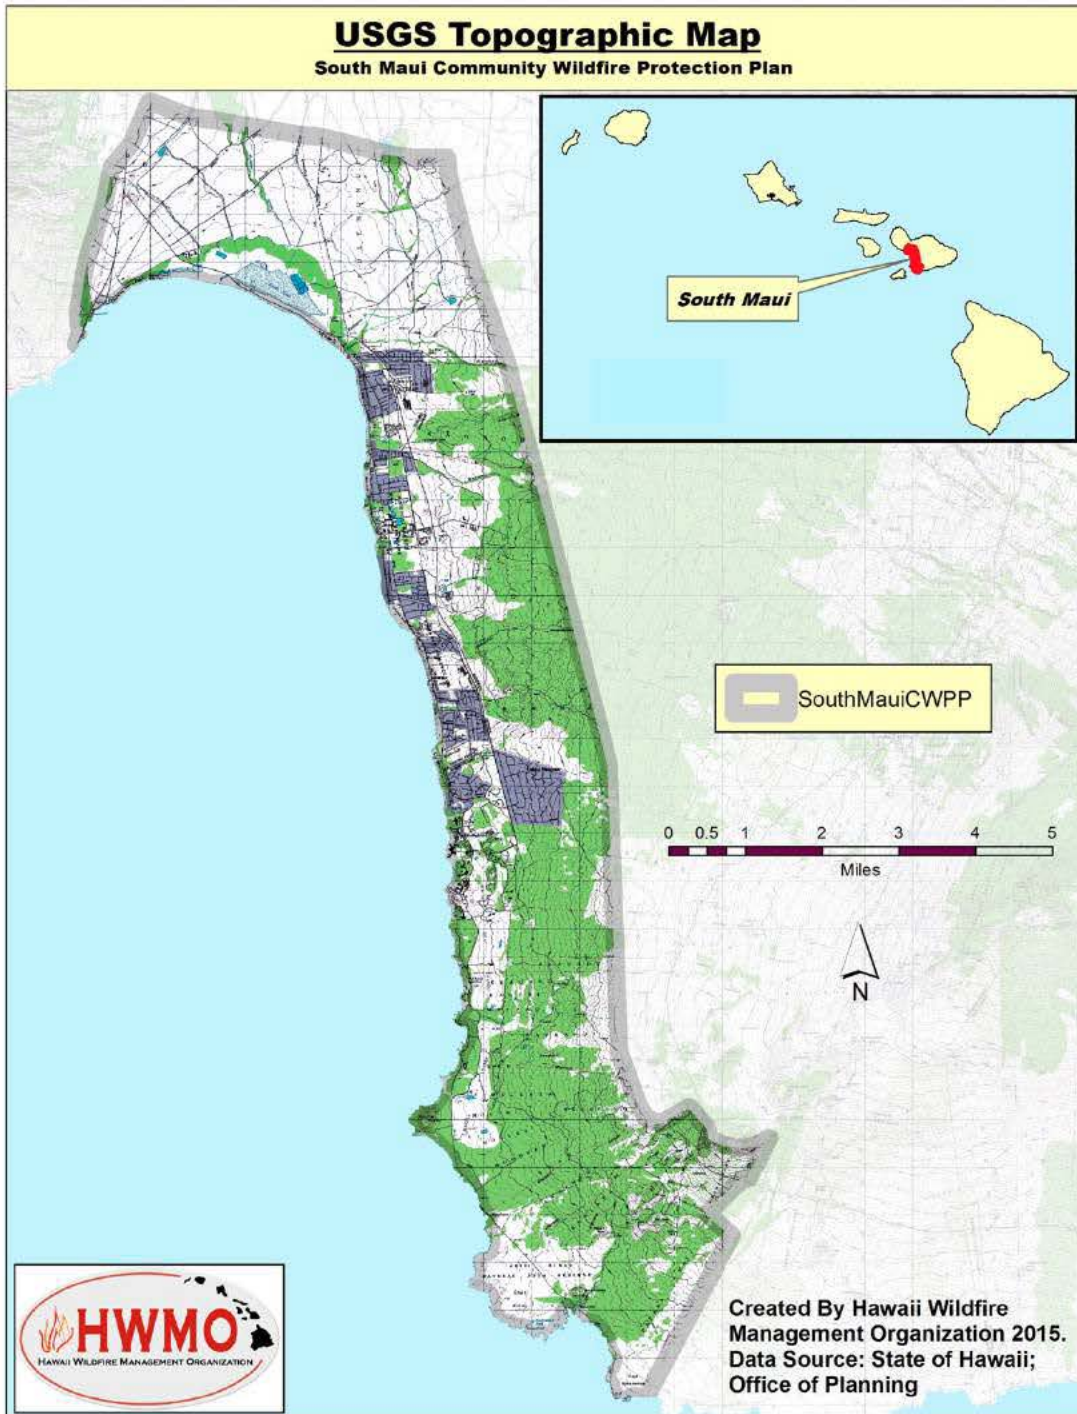 USGS Topographic Map
South Maui Community Wildfire Protection Plan
South Maui
SouthMauiCWPP
0 0.5 1 2 3 4 5
Miles
N
HWMO
HAWAII WILDFIRE MANAGEMENT ORGANIZATION
Created By Hawaii Wildfire
Management Organization 2015.
Data Source: State of Hawaii;
Office of Planning